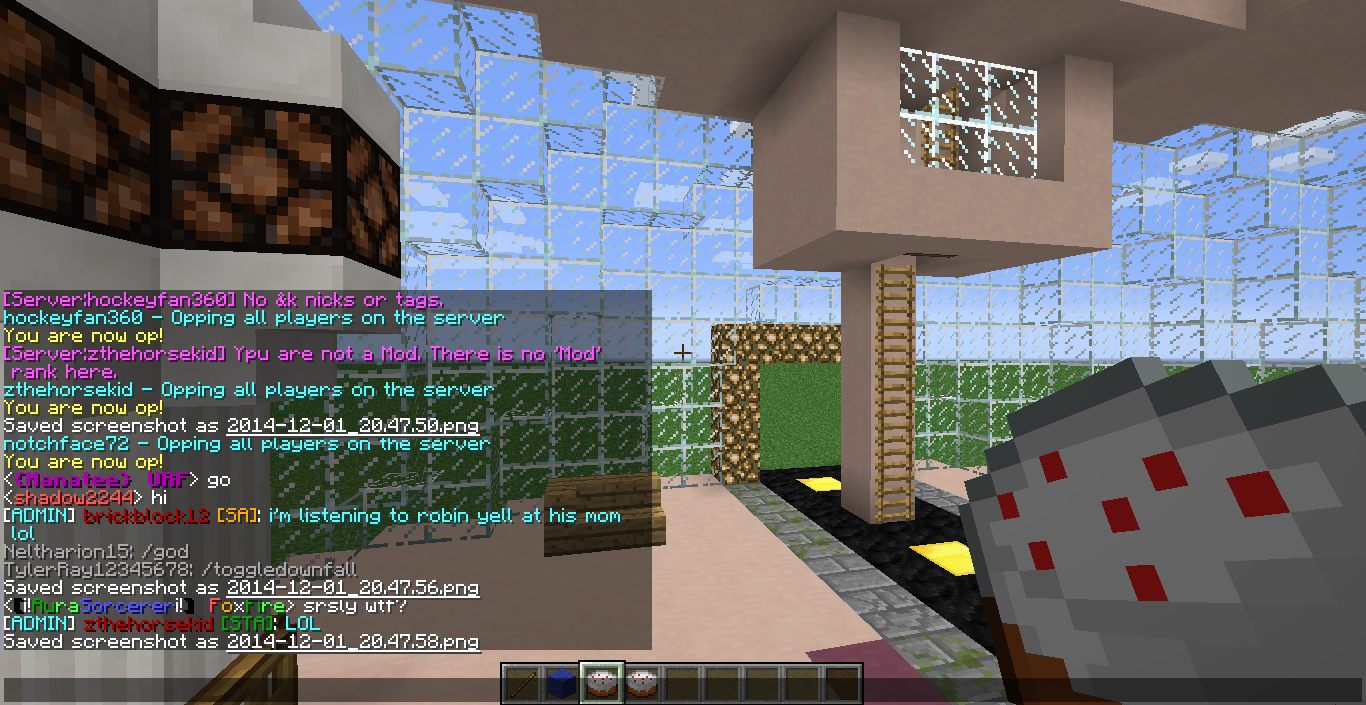 [Server:hockeyfan360] No &k nicks or tags.
hockeyfan360 - Opping all players on the server
You are now op!
[Server:zthehorsekid] Ypu are not a Mod. There is no 'Mod'
rank here.
zthehorsekid - Opping all players on the server
You are now op!
Saved screenshot as 2014-12-01_20.47.50.png
notchface72 - Opping all players on the server
You are now op!
<{Manatee} URF> go
<shadow2244> hi
[ADMIN] brickblock12 [SA]: i'm listening to robin yell at his mom
lol
Neltharion15: /god
TylerRay12345678: /toggledownfall
Saved screenshot as 2014-12-01_20.47.56.png
AuraSorcerer FoxFire> srsly wtf?
[ADMIN] zthehorsekid [STA]: LOL
Saved screenshot as 2014-12-01_20.47.58.png